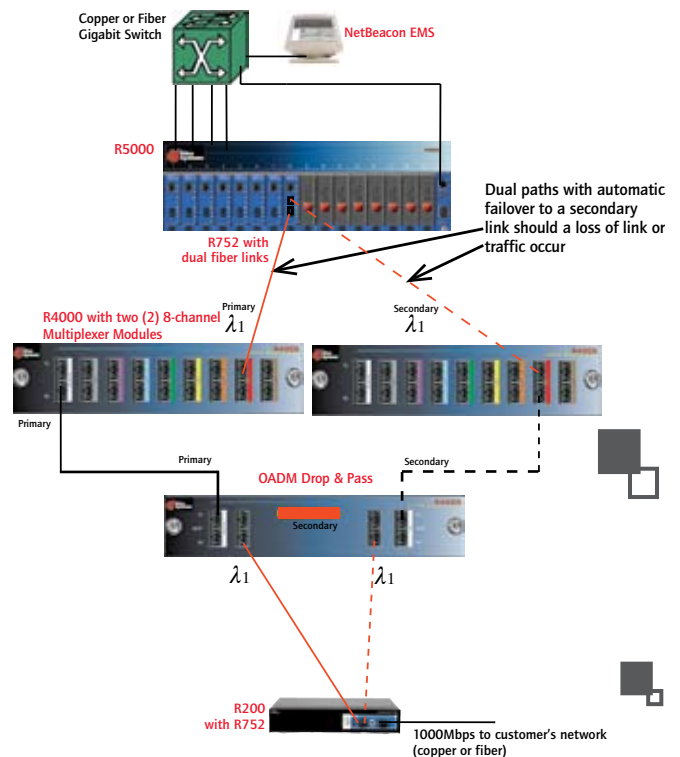 Copper or Fiber
Gigabit Switch
NetBeacon EMS
R5000
Dual paths with automatic
failover to a secondary
link should a loss of link or
traffic occur
R752 with
dual fiber links
R4000 with two (2) 8-channel
Multiplexer Modules
Primary
λ1
Secondary
λ1
Primary
Primary
Secondary
OADM Drop & Pass
Secondary
λ1
λ1
R200
with R752
1000Mbps to customer's network
(copper or fiber)